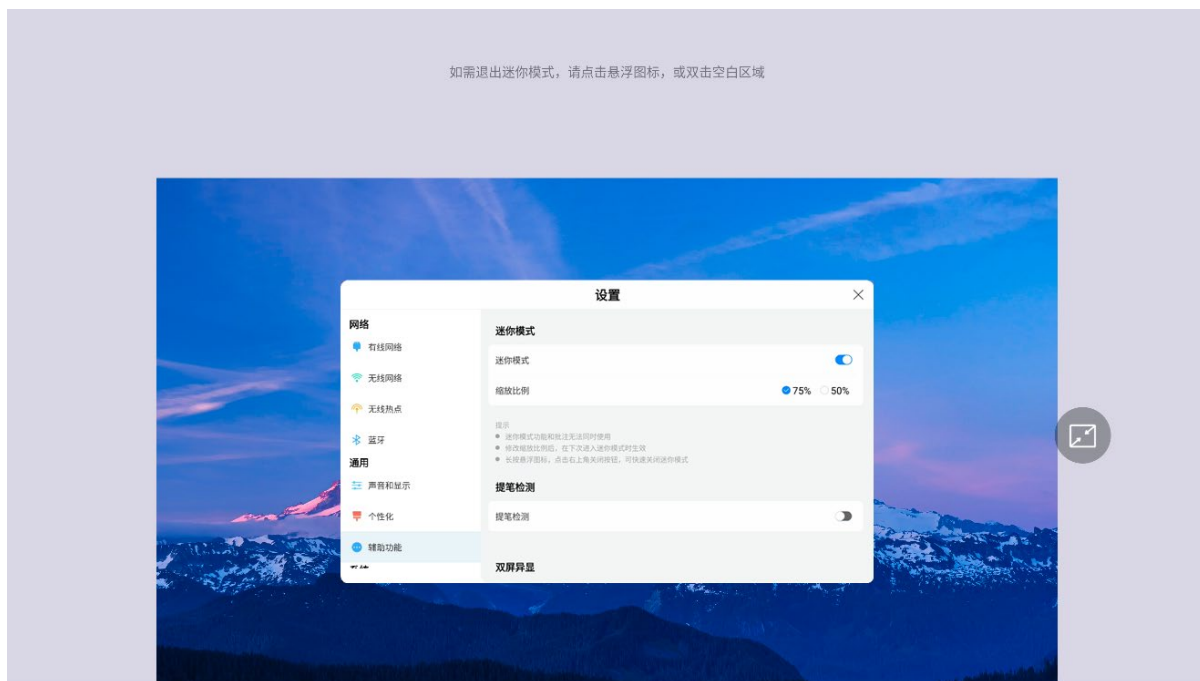 如需退出迷你模式，请点击悬浮图标，或双击空白区域
设置
网络
有线网络
无线网络
无线热点
蓝牙
通用
声音和显示
个性化
辅助功能
迷你模式
迷你模式
缩放比例
75%
50%
提示
迷你模式功能和批注无法同时使用
修改缩放比例后，在下次进入迷你模式时生效
长按悬浮图标，点击右上角关闭按钮，可快速关闭迷你模式
提笔检测
提笔检测
双屏异显